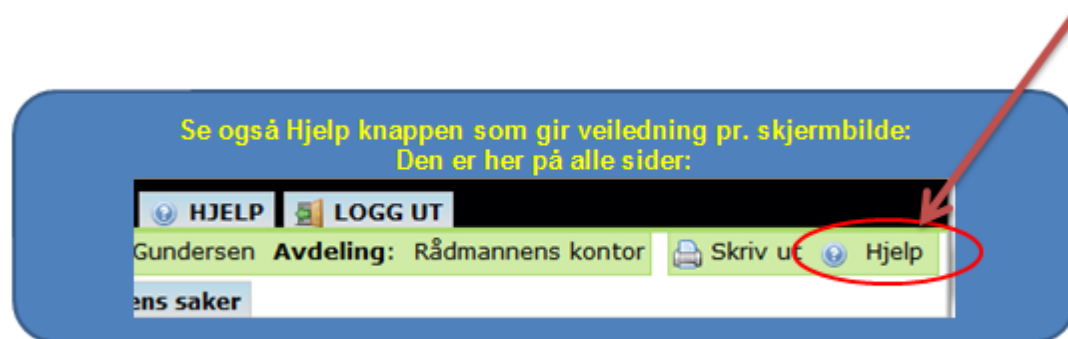 Se også Hjelp knappen som gir veiledning pr. skjermbilde:
Den er her på alle sider:
HJELP LOGG UT
Gundersen Avdeling: Rådmannens kontor Skriv ut Hjelp
ens saker